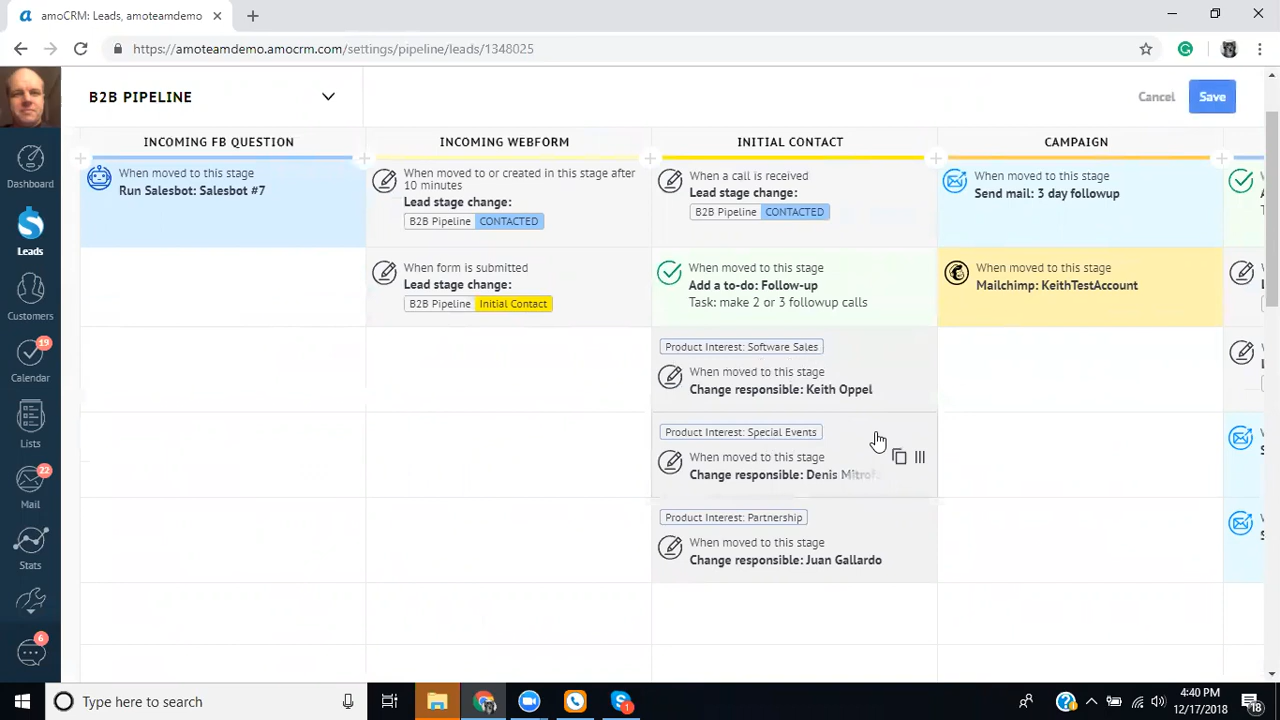 amoCRM: Leads, amoteamdemo
https://amoteamdemo.amocrm.com/settings/pipeline/leads/1348025
B2B PIPELINE
Cancel
Save
Dashboard
Leads
Customers
19
Calendar
Lists
22
Mail
Stats
6
INCOMING FB QUESTION
When moved to this stage
Run Salesbot: Salesbot #7
INCOMING WEBFORM
When moved to or created in this stage after
10 minutes
Lead stage change:
B2B Pipeline CONTACTED
When form is submitted
Lead stage change:
B2B Pipeline Initial Contact
INITIAL CONTACT
When a call is received
Lead stage change:
B2B Pipeline CONTACTED
When moved to this stage
Add a to-do: Follow-up
Task: make 2 or 3 followup calls
Product Interest: Software Sales
When moved to this stage
Change responsible: Keith Oppel
Product Interest: Special Events
When moved to this stage
Change responsible: Denis
Product Interest: Partnership
When moved to this stage
Change responsible: Juan Gallardo
CAMPAIGN
When moved to this stage
Send mail: 3 day followup
When moved to this stage
Mailchimp: KeithTestAccount
Type here to search
1
4:40 PM
12/17/2018
18